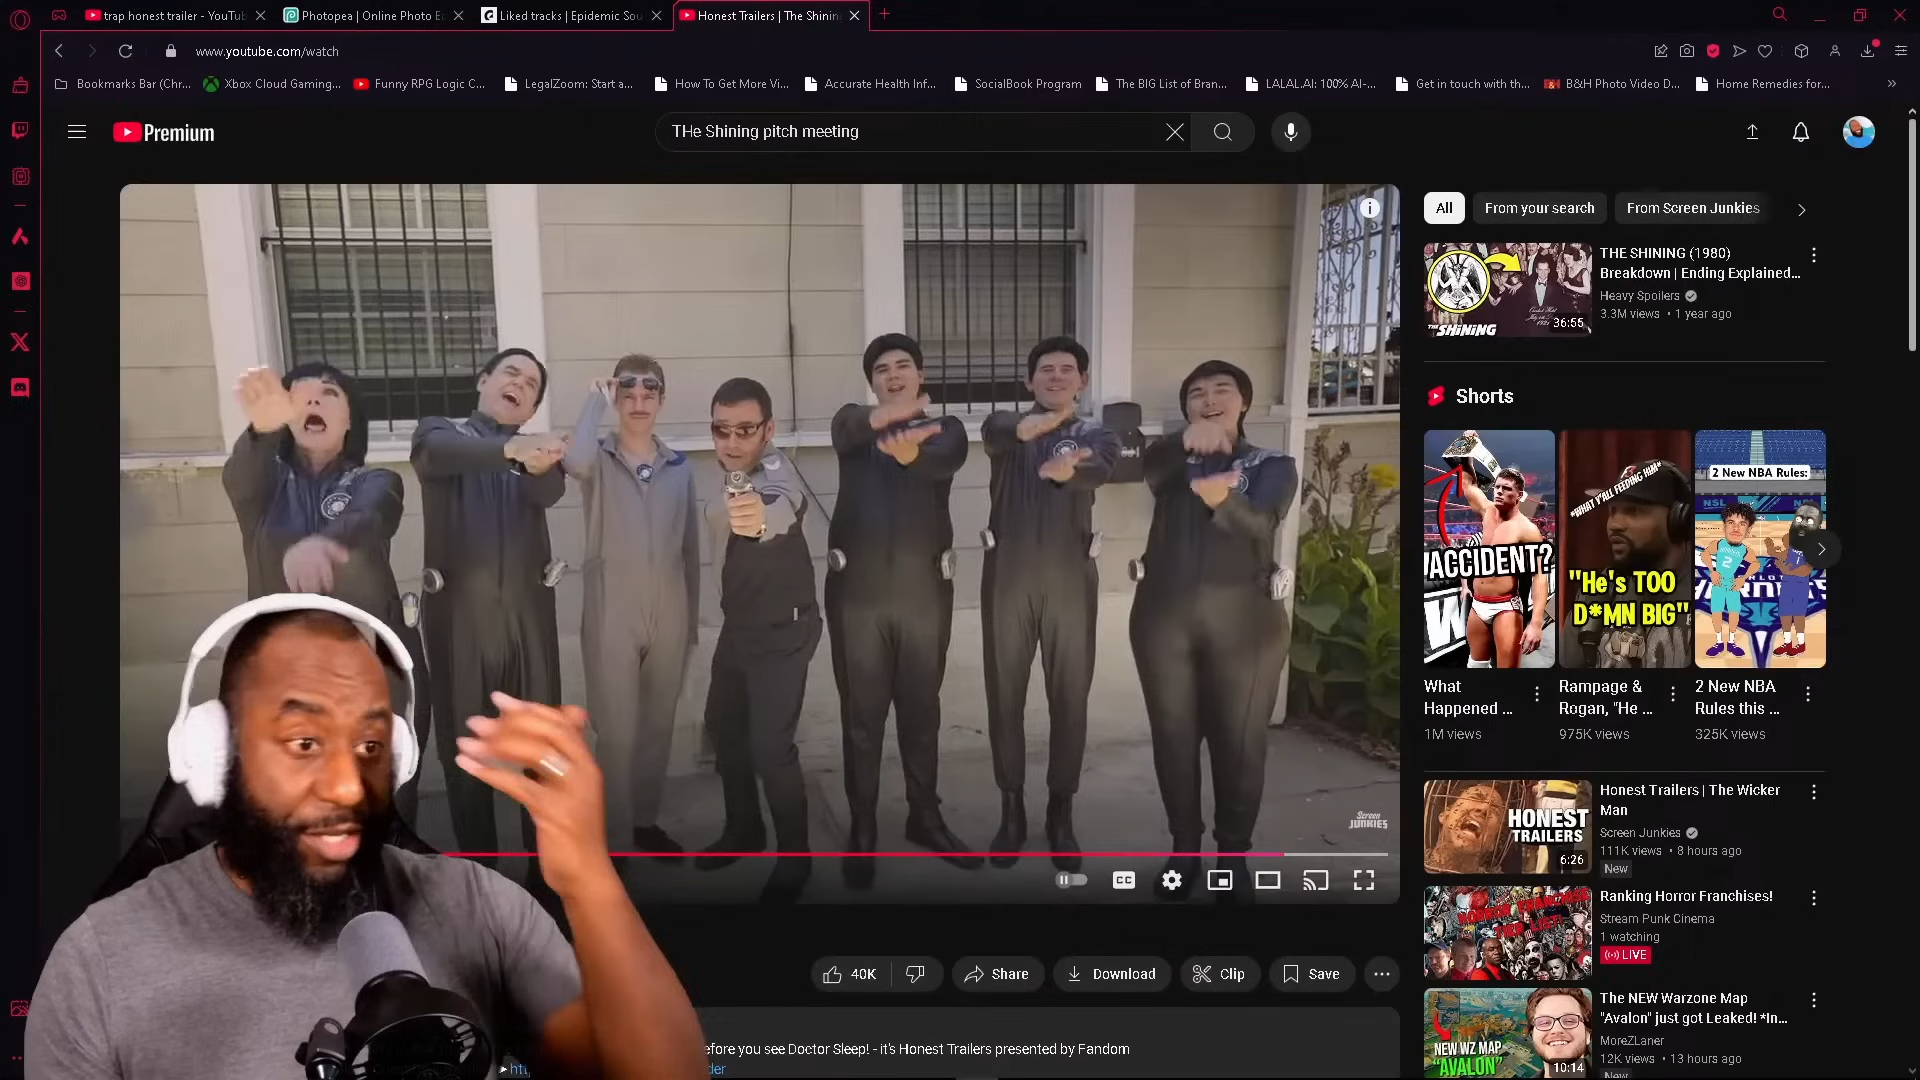 trap honest trailer - YouTub
Photopea | Online Photo Ed
Liked tracks | Epidemic Sou
Honest Trailers | The Shinin
www.youtube.com/watch
Bookmarks Bar (Chr...
Xbox Cloud Gaming...
Funny RPG Logic C...
LegalZoom: Start a...
How To Get More Vi...
Accurate Health Inf...
SocialBook Program
The BIG List of Bran...
LALAL.AI: 100% AI-...
Get in touch with th...
B&H Photo Video D...
Home Remedies for...
Premium
THe Shining pitch meeting
All
From your search
From Screen Junkies
THE SHINING (1980)
Breakdown | Ending Explained...
Heavy Spoilers
3.3M views • 1 year ago
THE SHINING
36:55
Shorts
ACCIDENT?
*WHAT Y'ALL FEEDING HIM*
"He's TOO
D*MN BIG"
2 New NBA Rules:
What
Happened ...
1M views
Rampage &
Rogan, "He ...
975K views
2 New NBA
Rules this ...
325K views
HONEST
TRAILERS
6:26
Honest Trailers | The Wicker
Man
Screen Junkies
111K views • 8 hours ago
New
Ranking Horror Franchises!
Stream Punk Cinema
1 watching
LIVE
NEW WZ MAP
"AVALON"
10:14
The NEW Warzone Map
"Avalon" just got Leaked! *In...
MoreZLaner
12K views • 13 hours ago
New
Screen
JUNKIES
CC
40K
Share
Download
Clip
Save
efore you see Doctor Sleep! - it's Honest Trailers presented by Fandom